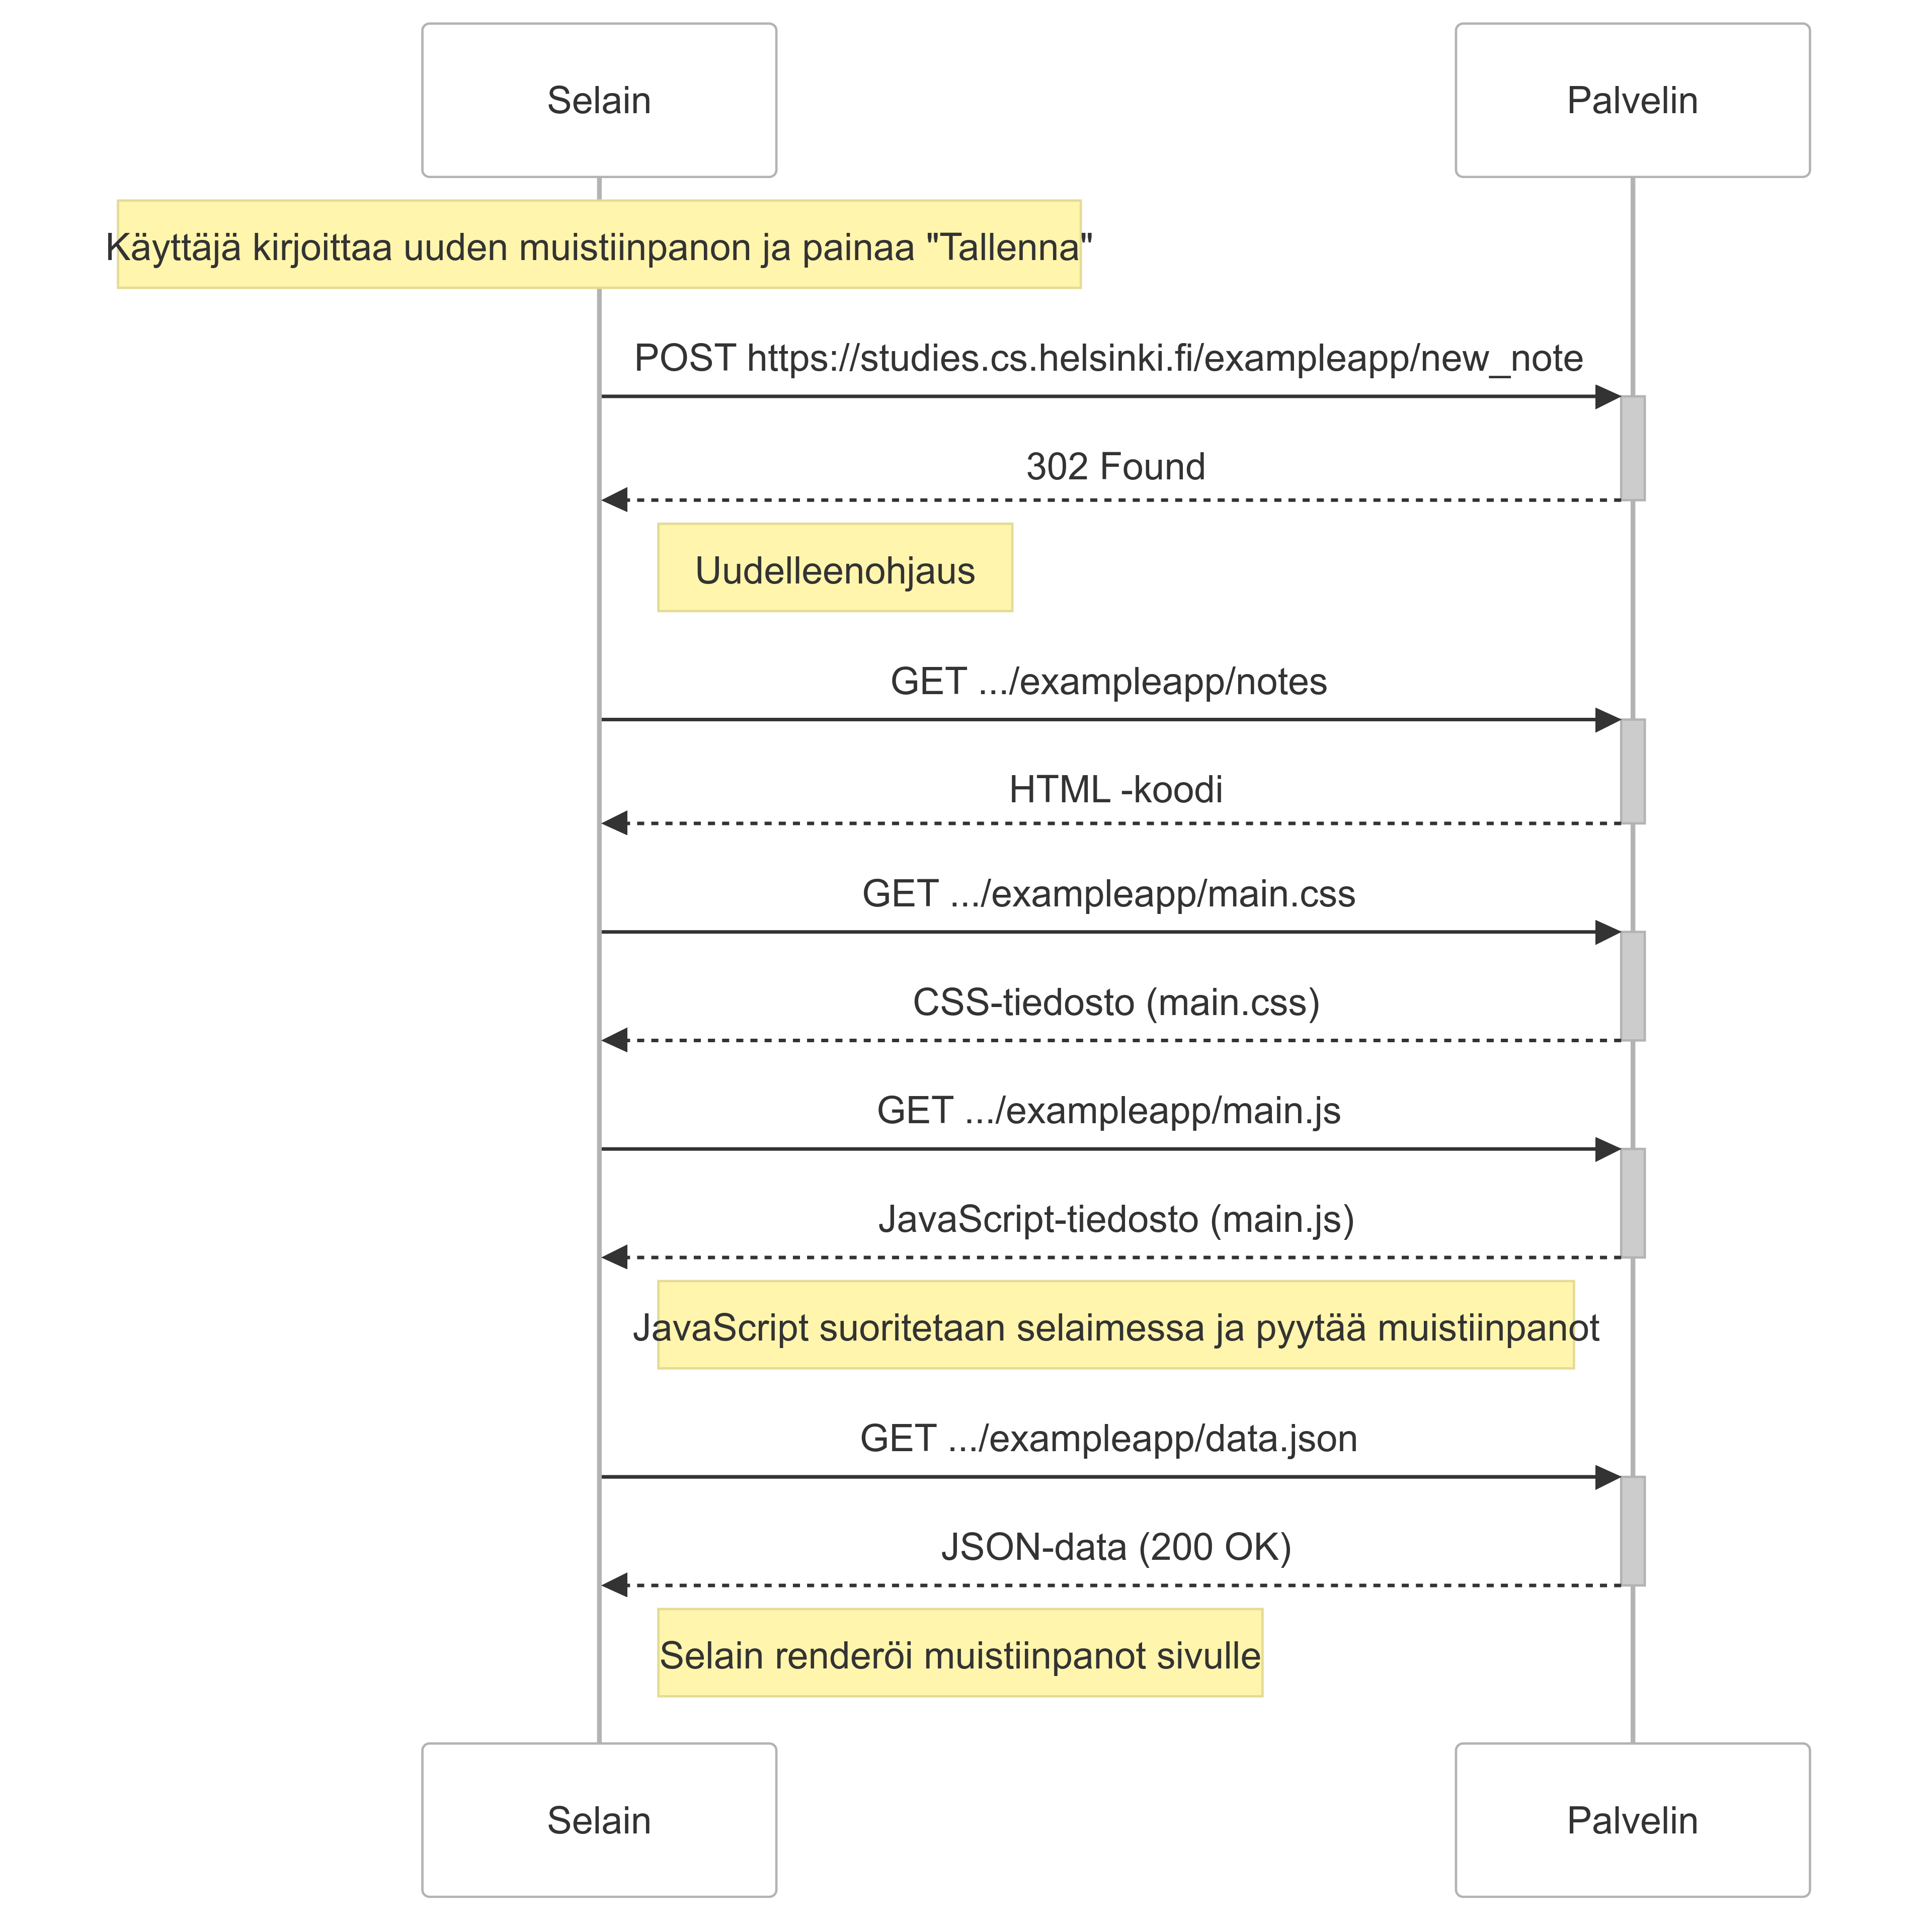 Selain
Palvelin
Käyttäjä kirjoittaa uuden muistiinpanon ja painaa "Tallenna"
POST https://studies.cs.helsinki.fi/exampleapp/new_note
302 Found
Uudelleenohjaus
GET .../exampleapp/notes
HTML -koodi
GET .../exampleapp/main.css
CSS-tiedosto (main.css)
GET .../exampleapp/main.js
JavaScript-tiedosto (main.js)
JavaScript suoritetaan selaimessa ja pyytää muistiinpanot
GET .../exampleapp/data.json
JSON-data (200 OK)
Selain renderöi muistiinpanot sivulle
Selain
Palvelin